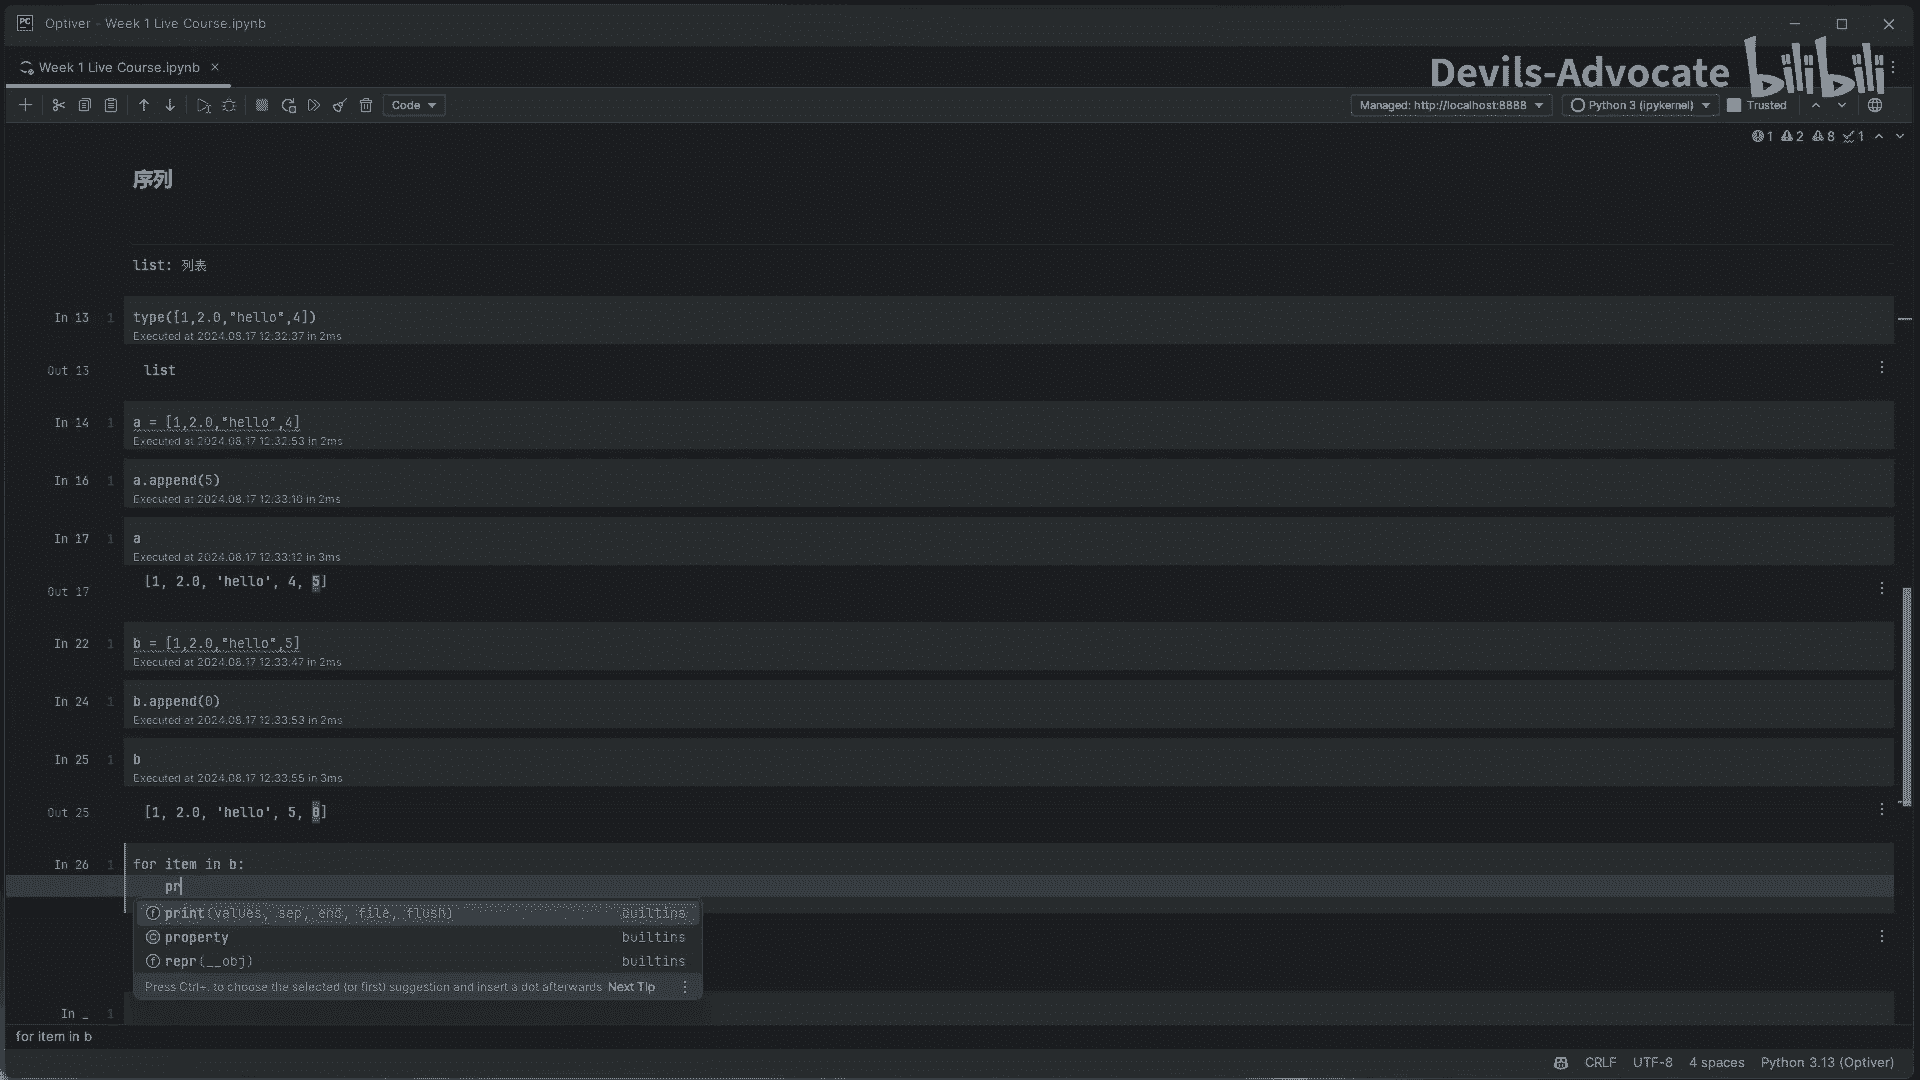 PC Optiver – Week 1 Live Course.ipynb
Week 1 Live Course.ipynb
Devils-Advocate bilibili
Code
Managed: http://localhost:8888
Python 3 (ipykernel)
Trusted
1 2 8 1
序列
list: 列表
In 13 1 type([1,2.0,"hello",4])
Executed at 2024.08.17 12:32:37 in 2ms
Out 13 list
In 14 1 a = [1,2.0,"hello",4]
Executed at 2024.08.17 12:32:53 in 2ms
In 16 1 a.append(5)
Executed at 2024.08.17 12:33:10 in 2ms
In 17 1 a
Executed at 2024.08.17 12:33:12 in 3ms
[1, 2.0, 'hello', 4, 5]
Out 17
In 22 1 b = [1,2.0,"hello",5]
Executed at 2024.08.17 12:33:47 in 2ms
In 24 1 b.append(0)
Executed at 2024.08.17 12:33:53 in 2ms
In 25 1 b
Executed at 2024.08.17 12:33:55 in 3ms
Out 25 [1, 2.0, 'hello', 5, 0]
In 26 1 for item in b:
pr
print(values, sep, end, file, flush) builtins
property builtins
repr(__obj) builtins
Press Ctrl+. to choose the selected (or first) suggestion and insert a dot afterwards Next Tip
In _ 1
for item in b
CRLF UTF-8 4 spaces Python 3.13 (Optiver)